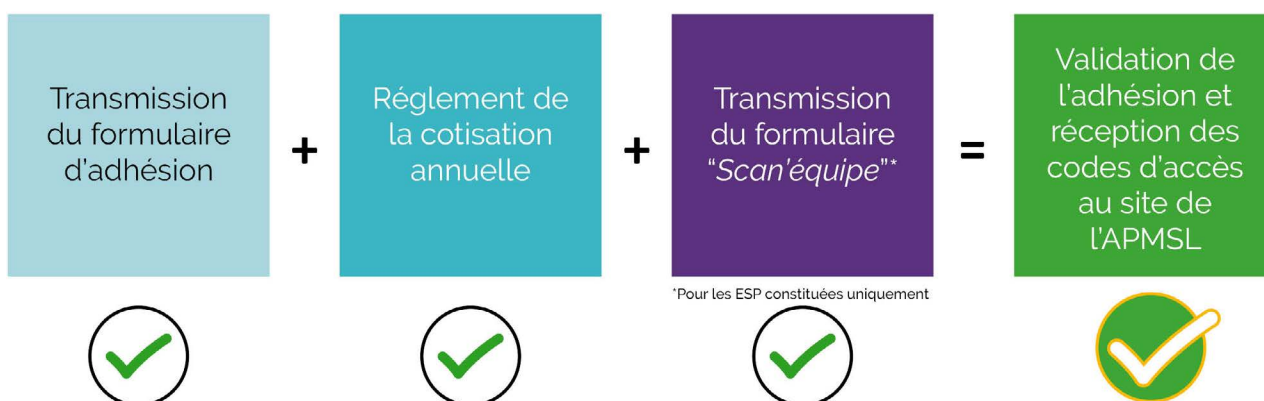 Transmission
du formulaire
d'adhésion
+
Réglement de
la cotisation
annuelle
+
Transmission
du formulaire
“Scan'équipe”*
*Pour les ESP constituées uniquement
=
Validation de
l'adhésion et
réception des
codes d'accès
au site de
l'APMSL